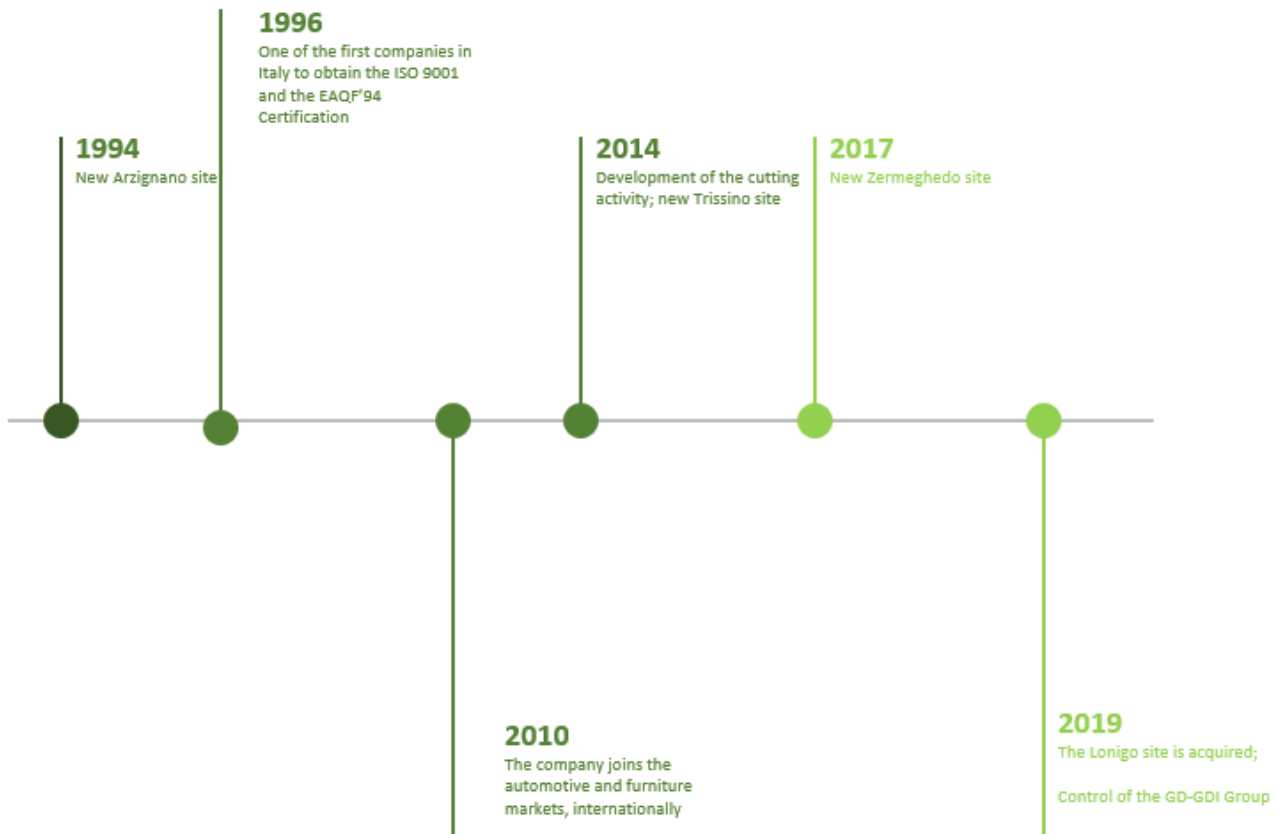 1996
One of the first companies in
Italy to obtain the ISO 9001
and the EAQF'94
Certification
1994
New Arzignano site
2014
Development of the cutting
activity; new Trissino site
2017
New Zermeghedo site
2010
The company joins the
automotive and furniture
markets, internationally
2019
The Lonigo site is acquired;
Control of the GD-GDI Group